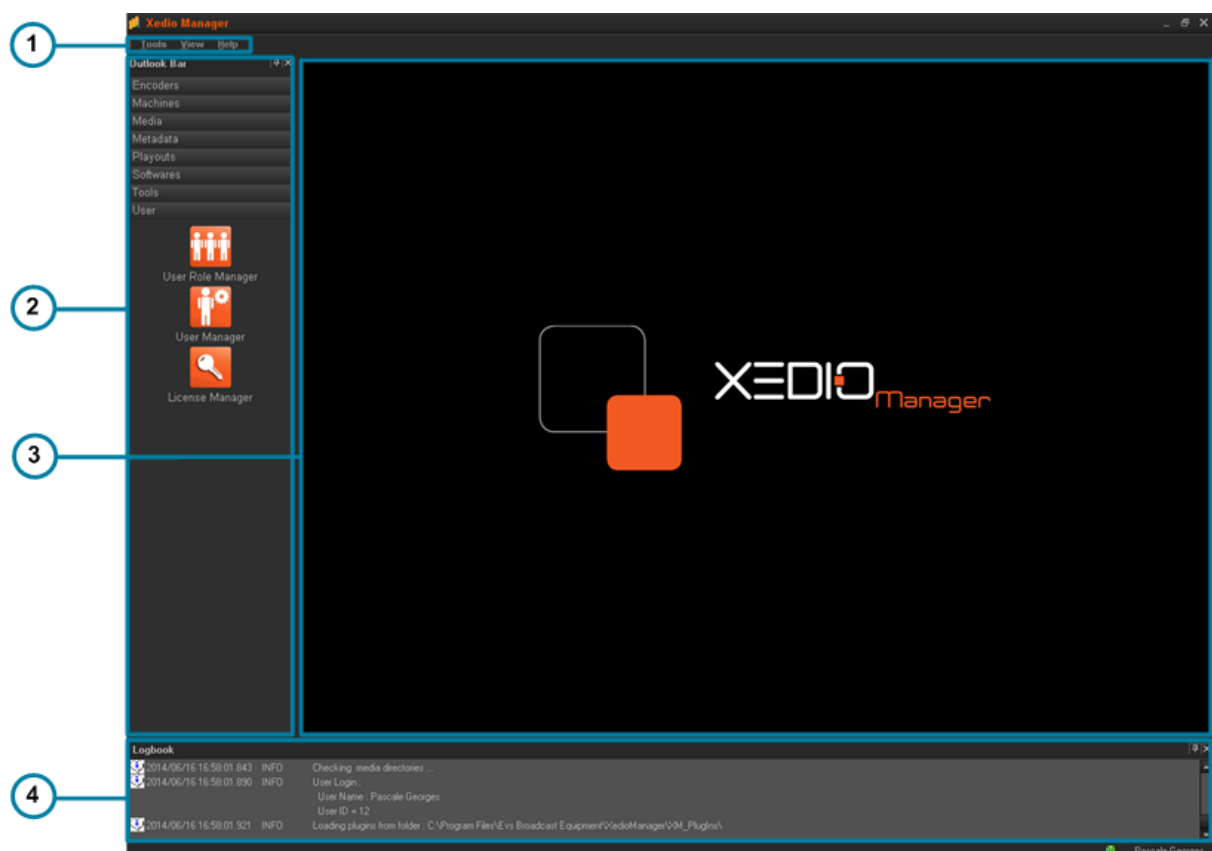 Xedio Manager
1
Tools View Help
Outlook Bar
Encoders
Machines
Media
Metadata
Playouts
Softwares
Tools
User
User Role Manager
2
User Manager
License Manager
XEDIO Manager
3
Logbook
2014/06/16 16:58:01.843 INFO Checking media directories ...
2014/06/16 16:58:01.890 INFO User Login :
User Name : Pascale Georges
4
User ID = 12
2014/06/16 16:58:01.921 INFO Loading plugins from folder : C:\Program Files\Evs Broadcast Equipment\XedioManager\XM_PlugIns\
Pascale Georges